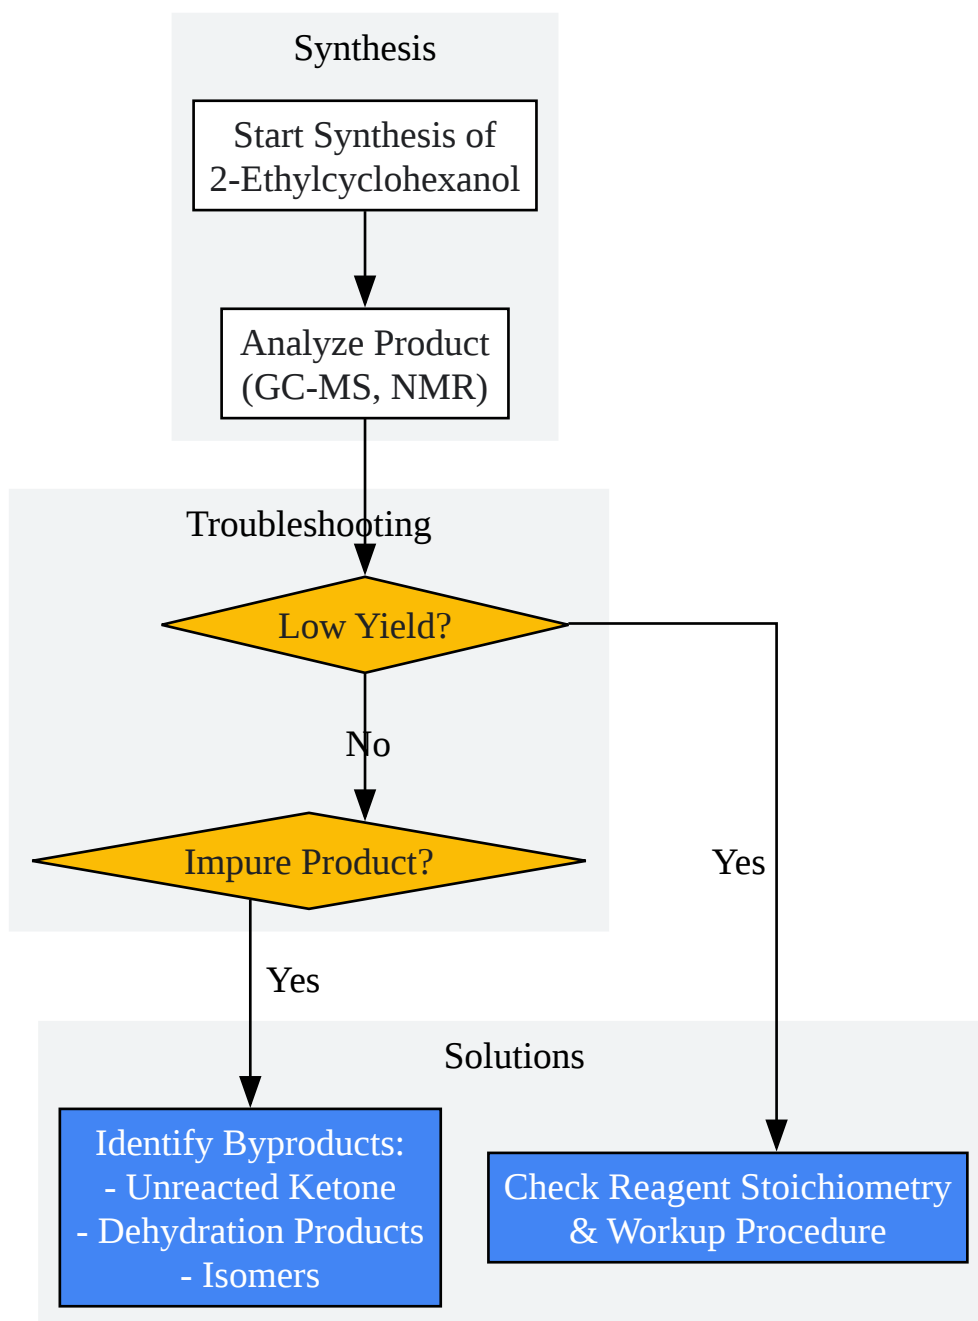 Synthesis
Start Synthesis of
2-Ethylcyclohexanol
Analyze Product
(GC-MS, NMR)
Troubleshooting
Low Yield?
No
Impure Product?
Yes
Yes
Solutions
Identify Byproducts:
- Unreacted Ketone
- Dehydration Products
- Isomers
Check Reagent Stoichiometry
& Workup Procedure